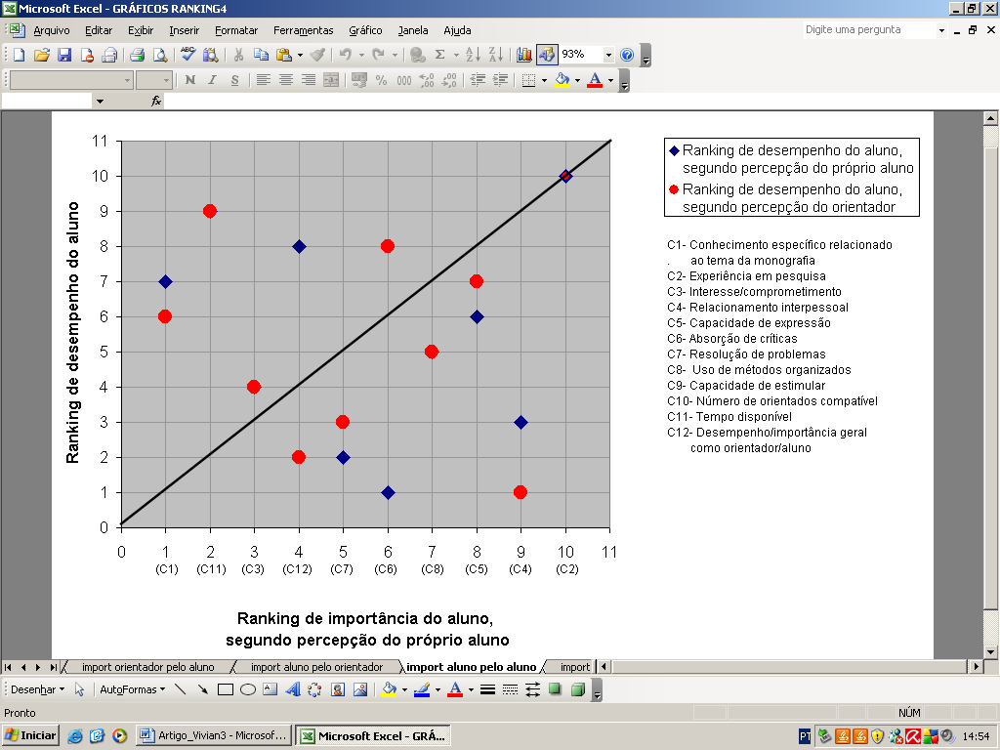 Microsoft Excel - GRÁFICOS RANKING4
Arquivo Editar Exibir Inserir Formatar Ferramentas Gráfico Janela Ajuda
Digite uma pergunta
93%
N I S
% 000
fx
11
10
9
8
7
6
5
4
3
2
1
0
Ranking de desempenho do aluno
0 1 2 3 4 5 6 7 8 9 10 11
(C1) (C11) (C3) (C12) (C7) (C6) (C8) (C5) (C4) (C2)
Ranking de importância do aluno,
segundo percepção do próprio aluno
Ranking de desempenho do aluno,
segundo percepção do próprio aluno
Ranking de desempenho do aluno,
segundo percepção do orientador
C1- Conhecimento específico relacionado
. ao tema da monografia
C2- Experiência em pesquisa
C3- Interesse/comprometimento
C4- Relacionamento interpessoal
C5- Capacidade de expressão
C6- Absorção de críticas
C7- Resolução de problemas
C8- Uso de métodos organizados
C9- Capacidade de estimular
C10- Número de orientados compatível
C11- Tempo disponível
C12- Desempenho/importância geral
como orientador/aluno
import orientador pelo aluno import aluno pelo orientador import aluno pelo aluno import
Desenhar AutoFormas
Pronto
NÚM
Iniciar Artigo_Vivian3 - Microsof... Microsoft Excel - GRÁ... PT 14:54